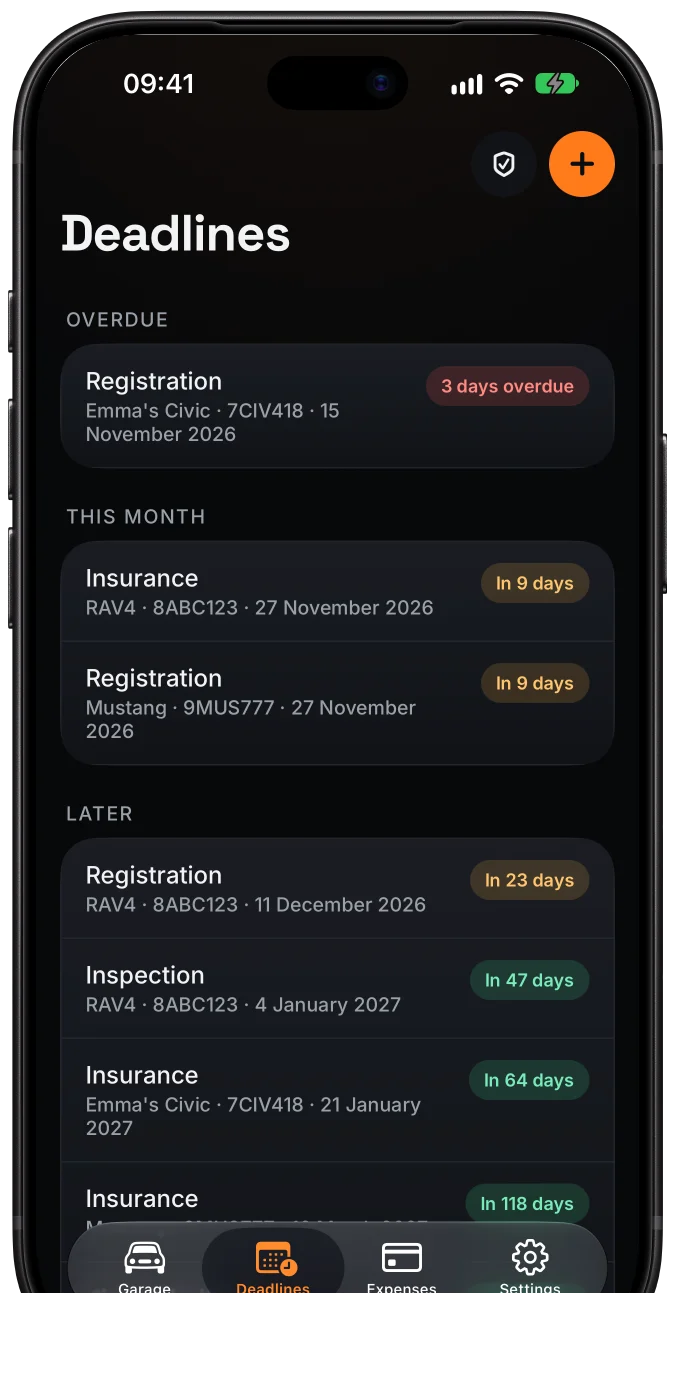 09:41
Deadlines
OVERDUE
Registration
3 days overdue
Emma's Civic · 7CIV418 · 15
November 2026
THIS MONTH
Insurance
In 9 days
RAV4 · 8ABC123 · 27 November 2026
Registration
In 9 days
Mustang · 9MUS777 · 27 November
2026
LATER
Registration
In 23 days
RAV4 · 8ABC123 · 11 December 2026
Inspection
In 47 days
RAV4 · 8ABC123 · 4 January 2027
Insurance
In 64 days
Emma's Civic · 7CIV418 · 21 January
2027
Insurance
In 118 days
Garage
Deadlines
Expenses
Settings